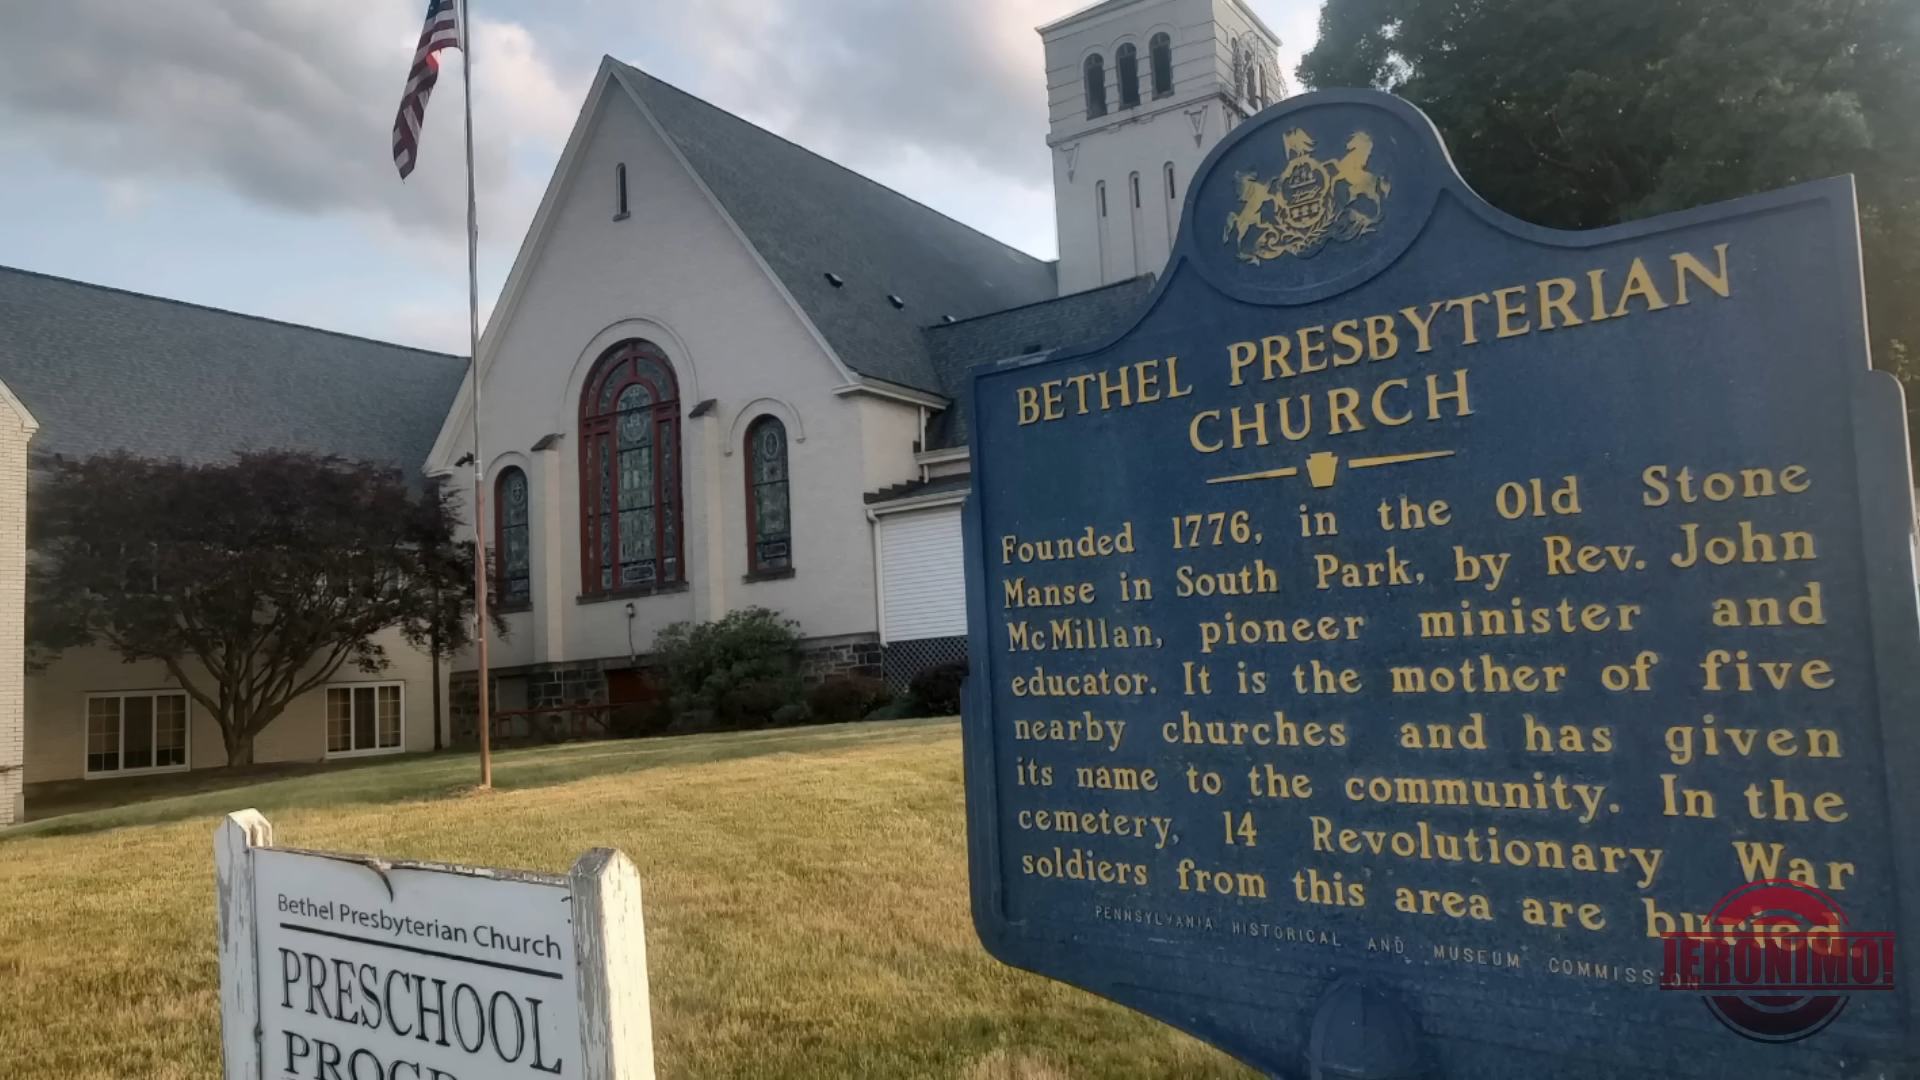 BETHEL PRESBYTERIAN
CHURCH
Founded 1776, in the Old Stone
Manse in South Park, by Rev. John
McMillan, pioneer minister and
educator. It is the mother of five
nearby churches and has given
its name to the community. In the
cemetery, 14 Revolutionary War
soldiers from this area are buried.
PENNSYLVANIA HISTORICAL AND MUSEUM COMMISSION
JERONIMO!
Bethel Presbyterian Church
PRESCHOOL